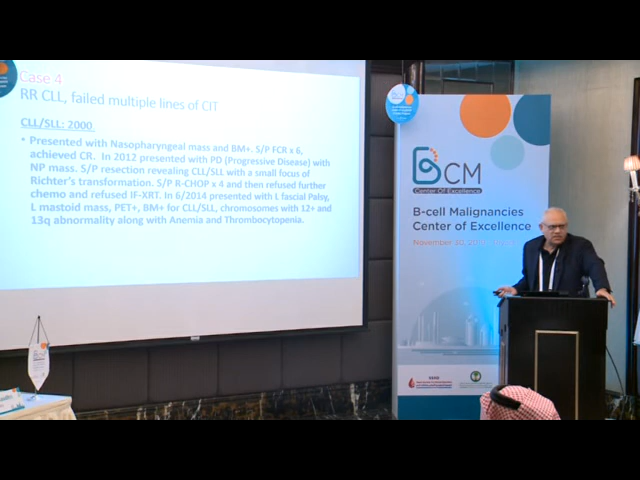 Case 4
RR CLL, failed multiple lines of CIT
CLL/SLL: 2000
• Presented with Nasopharyngeal mass and BM+. S/P FCR x 6,
achieved CR. In 2012 presented with PD (Progressive Disease) with
NP mass. S/P resection revealing CLL/SLL with a small focus of
Richter's transformation. S/P R-CHOP x 4 and then refused further
chemo and refused IF-XRT. In 6/2014 presented with L fascial Palsy,
L mastoid mass, PET+, BM+ for CLL/SLL, chromosomes with 12+ and
13q abnormality along with Anemia and Thrombocytopenia.
BCM
Center Of Excellence
B-cell Malignancies
Center of Excellence
November 30,
BCM